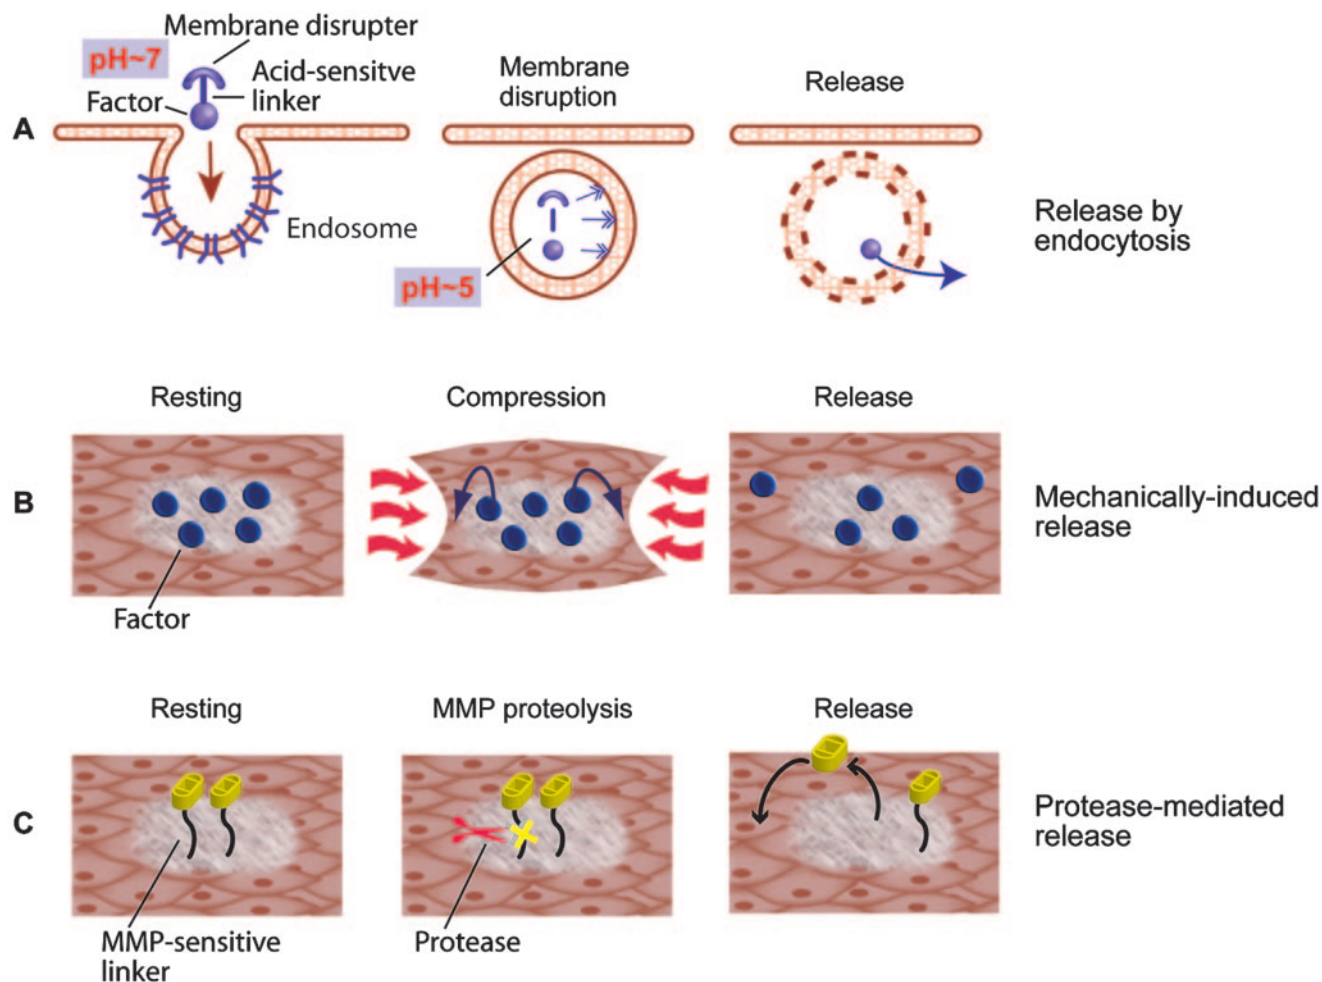 Membrane disrupter
pH~7
Acid-sensitve
linker
Factor
Membrane
disruption
Release
A
Endosome
pH~5
Release by
endocytosis
Resting
Compression
Release
B
Mechanically-induced
release
Factor
Resting
MMP proteolysis
Release
C
Protease-mediated
release
MMP-sensitive
linker
Protease